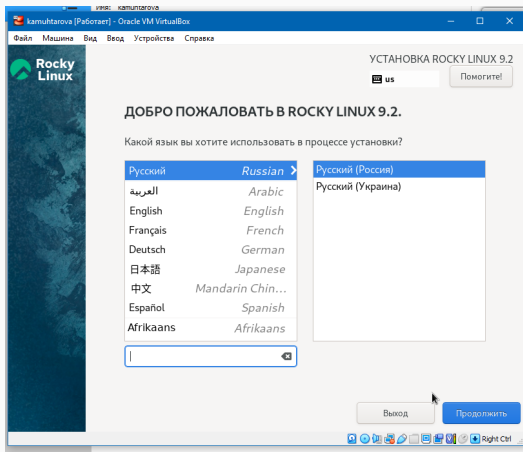 Имя: kamuhtarova
kamuhtarova [Работает] - Oracle VM VirtualBox
Файл Машина Вид Ввод Устройства Справка
Rocky
Linux
УСТАНОВКА ROCKY LINUX 9.2
us
Помогите!
ДОБРО ПОЖАЛОВАТЬ В ROCKY LINUX 9.2.
Какой язык вы хотите использовать в процессе установки?
Русский Russian
العربية Arabic
English English
Français French
Deutsch German
日本語 Japanese
中文 Mandarin Chin...
Español Spanish
Afrikaans Afrikaans
Русский (Россия)
Русский (Украина)
Выход
Продолжить
Right Ctrl